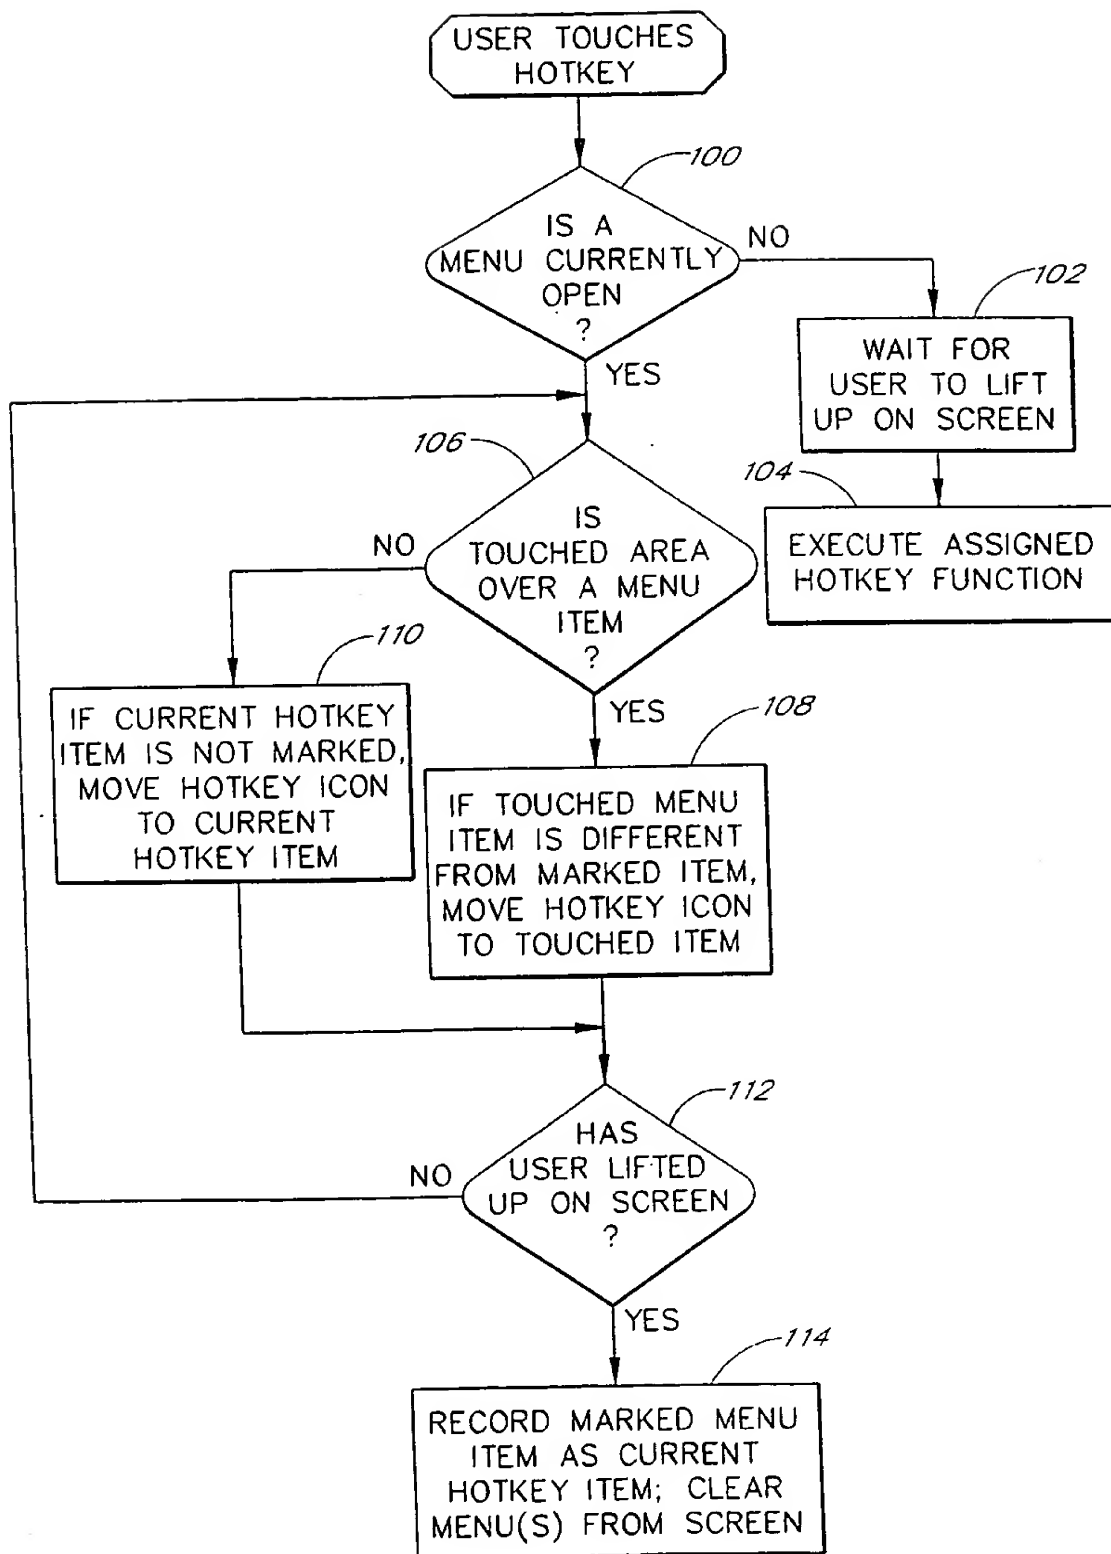 USER TOUCHES
HOTKEY
100
IS A
MENU CURRENTLY
OPEN
?
NO
YES
102
WAIT FOR
USER TO LIFT
UP ON SCREEN
104
EXECUTE ASSIGNED
HOTKEY FUNCTION
106
IS
TOUCHED AREA
OVER A MENU
ITEM
?
NO
YES
110
IF CURRENT HOTKEY
ITEM IS NOT MARKED,
MOVE HOTKEY ICON
TO CURRENT
HOTKEY ITEM
108
IF TOUCHED MENU
ITEM IS DIFFERENT
FROM MARKED ITEM,
MOVE HOTKEY ICON
TO TOUCHED ITEM
112
HAS
USER LIFTED
UP ON SCREEN
?
NO
YES
114
RECORD MARKED MENU
ITEM AS CURRENT
HOTKEY ITEM; CLEAR
MENU(S) FROM SCREEN